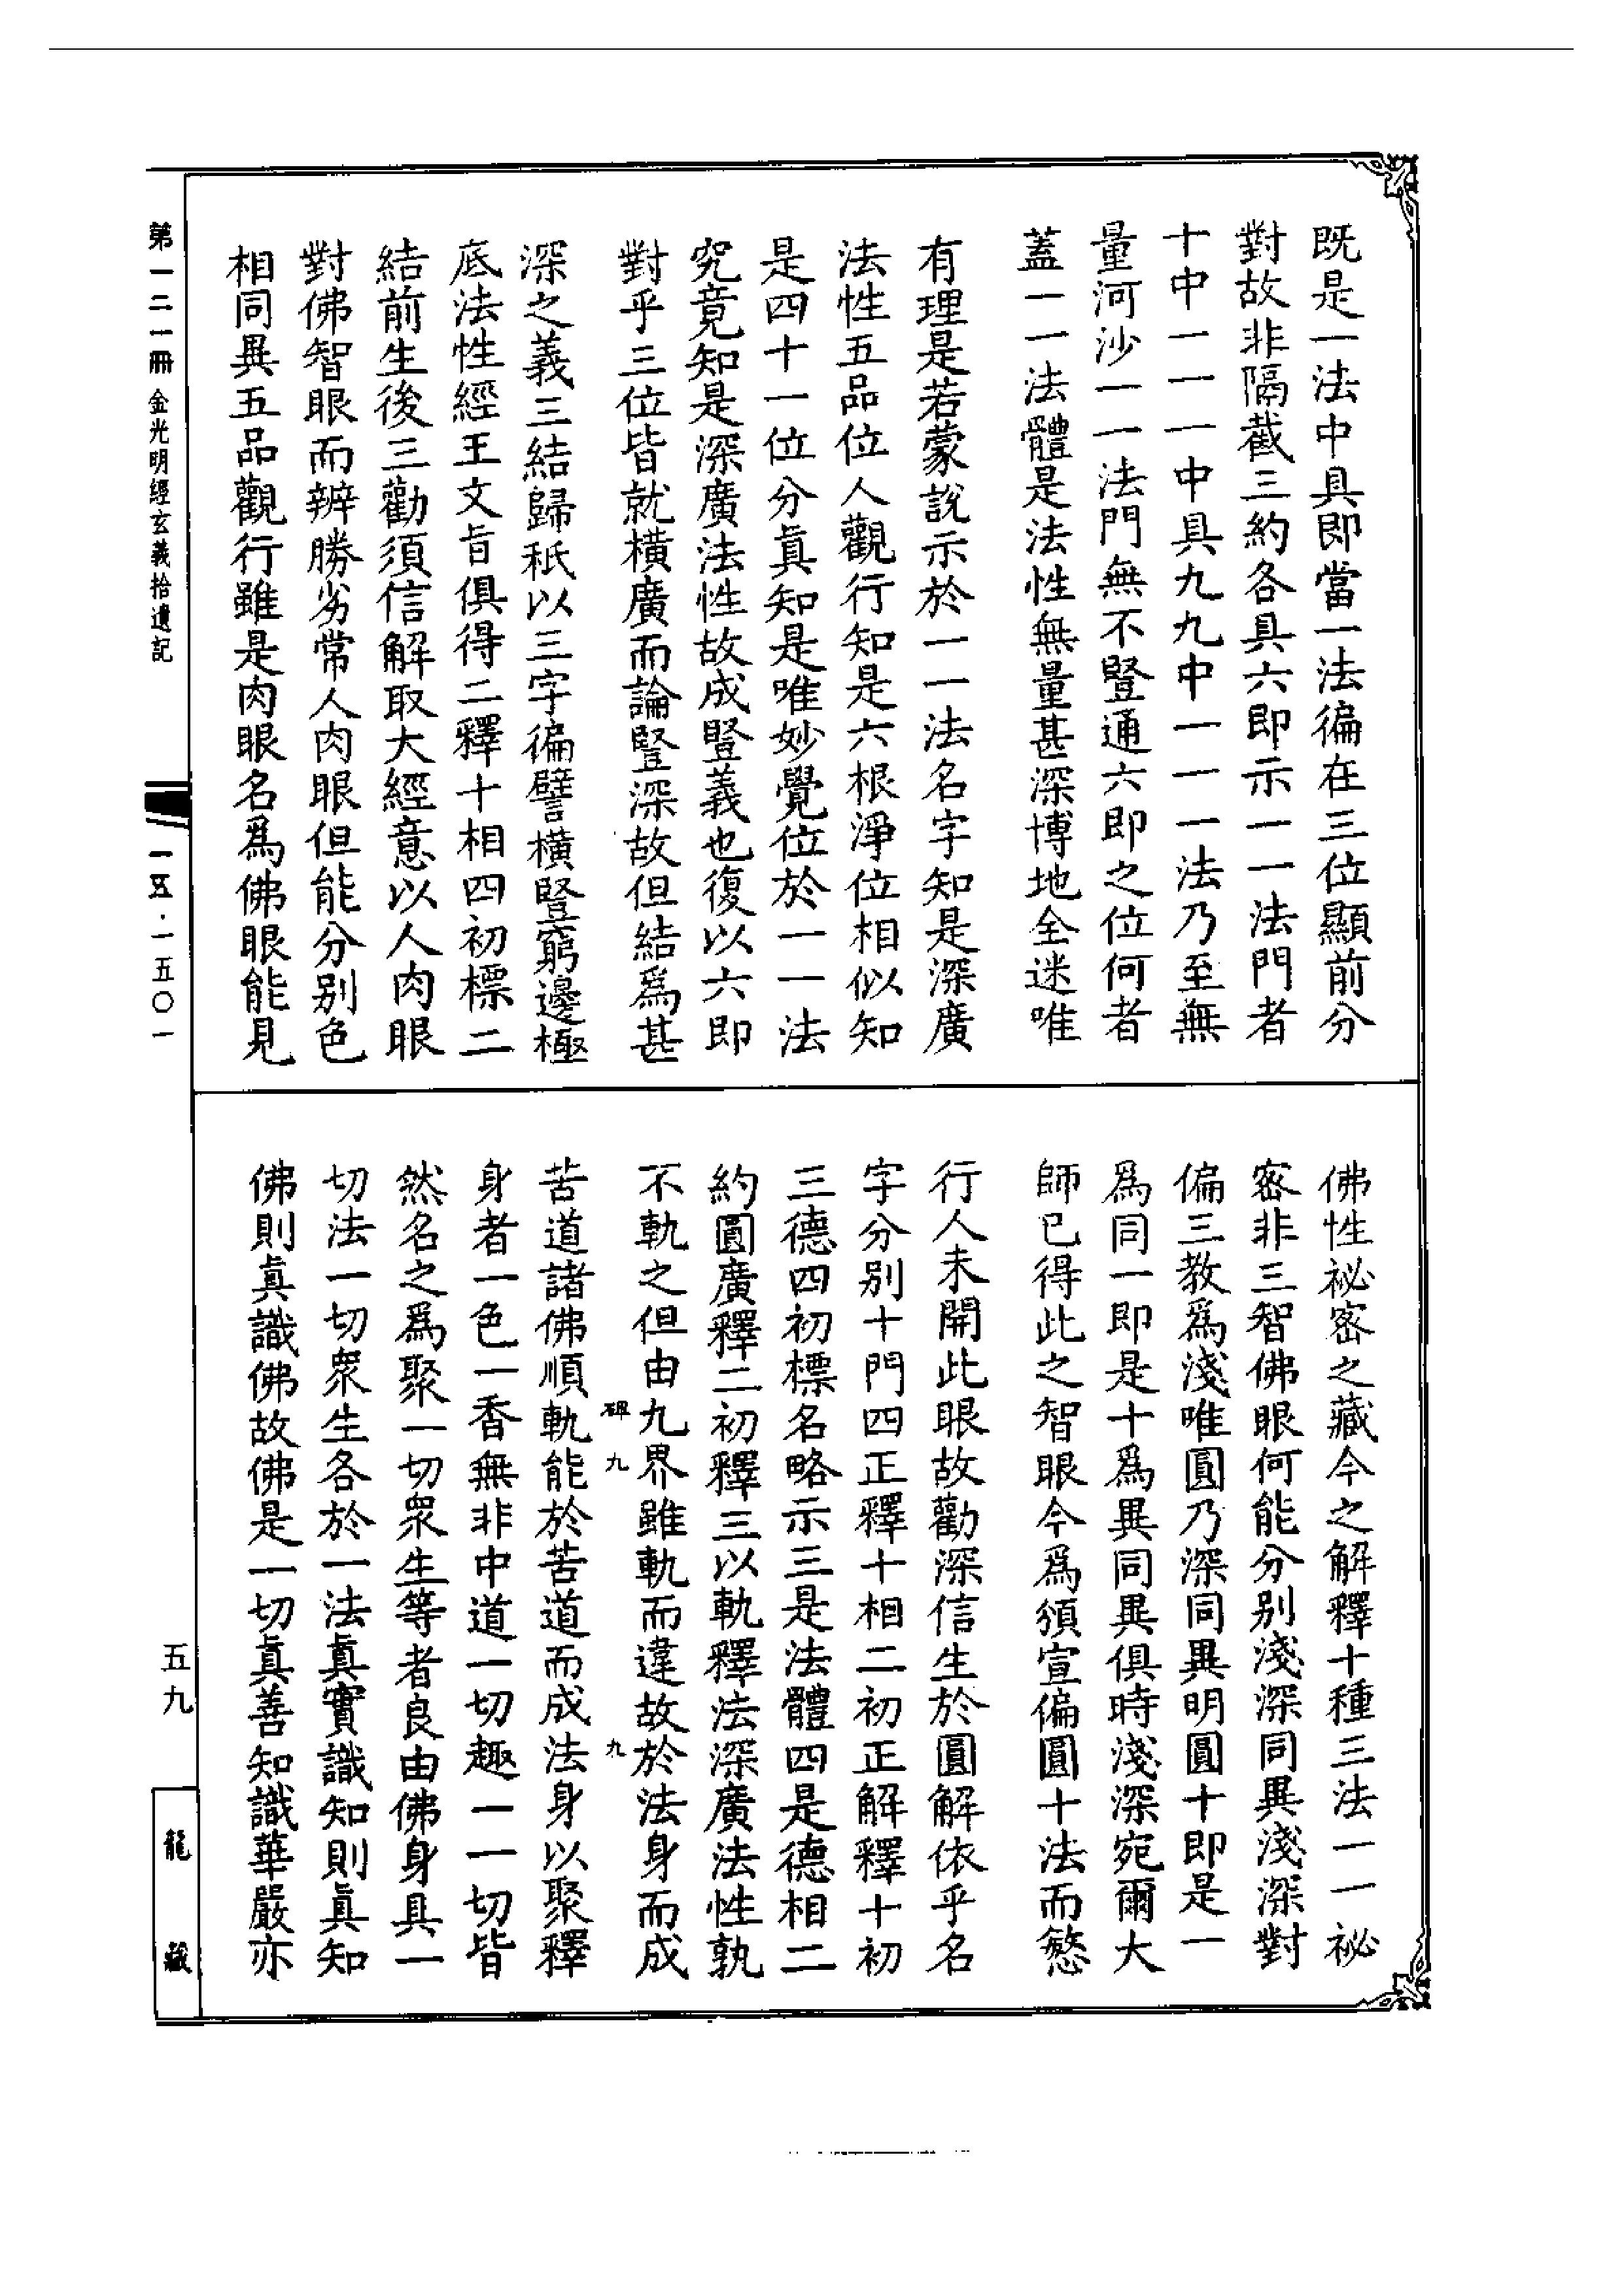 既是一法中具即當一法徧在三位顯前分
對故非隔截三約各具六即示一一法門者
十中一一一中具九九中一一一法乃至無
量河沙一一法門無不豎通六即之位何者
蓋一一法體是法性無量甚深博地全迷唯
有理是若蒙說示於一一法名字知是深廣
法性五品位人觀行知是六根淨位相似知
是四十一位分眞知是唯妙覺位於一一法
究竟知是深廣法性故成豎義也復以六即
對乎三位皆就橫廣而論豎深故但結爲甚
深之義三結歸秖以三字徧譬橫豎窮邊極
底法性經王文旨俱得二釋十相四初標二
結前生後三勸須信解取大經意以人肉眼
對佛智眼而辨勝劣常人肉眼但能分別色
相同異五品觀行雖是肉眼名爲佛眼能見
佛性祕密之藏今之解釋十種三法一一祕
密非三智佛眼何能分別淺深同異淺深對
偏三教爲淺唯圓乃深同異明圓十即是一
爲同一即是十爲異同異俱時淺深宛爾大
師已得此之智眼今爲頒宣偏圓十法而慜
行人未開此眼故勸深信生於圓解依乎名
字分別十門四正釋十相二初正解釋十初
三德四初標名略示三是法體四是德相二
約圓廣釋二初釋三以軌釋法深廣法性孰
不軌之但由九界雖軌而違故於法身而成
碑九
九
苦道諸佛順軌能於苦道而成法身以聚釋
身者一色一香無非中道一切趣一一切皆
然名之爲聚一切眾生等者良由佛身具一
切法一切眾生各於一法眞實識知則眞知
佛則眞識佛故佛是一切眞善知識華嚴亦
第一二一冊 金光明經玄義拾遺記
一五·一五〇一
五九
龍藏